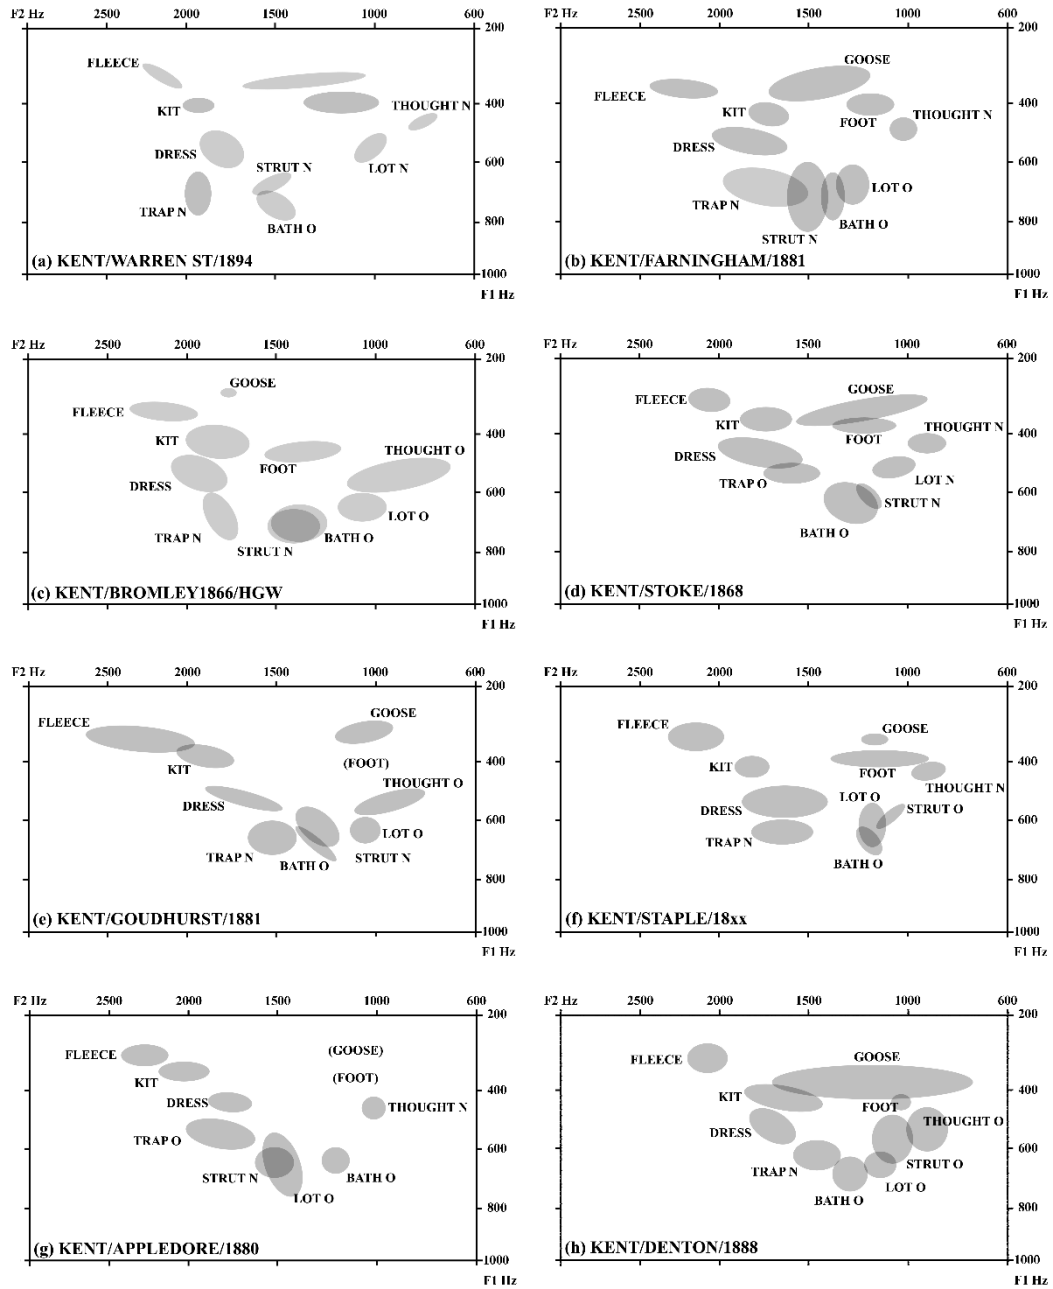 F2 Hz 2500 2000 1500 1000 600
200
FLEECE
KIT
THOUGHT N
400
DRESS
STRUT N
LOT N
600
TRAP N
BATH O
800
(a) KENT/WARREN ST/1894
1000
F1 Hz
F2 Hz 2500 2000 1500 1000 600
200
GOOSE
FLEECE
400
KIT
FOOT
THOUGHT N
DRESS
600
TRAP N
LOT O
BATH O
800
STRUT N
(b) KENT/FARNINGHAM/1881
1000
F1 Hz
F2 Hz 2500 2000 1500 1000 600
200
GOOSE
FLEECE
KIT
400
THOUGHT O
FOOT
DRESS
600
LOT O
TRAP N
STRUT N
BATH O
800
(c) KENT/BROMLEY1866/HGW
1000
F1 Hz
F2 Hz 2500 2000 1500 1000 600
200
FLEECE
GOOSE
KIT
400
FOOT
THOUGHT N
DRESS
TRAP O
LOT N
600
STRUT N
BATH O
800
(d) KENT/STOKE/1868
1000
F1 Hz
F2 Hz 2500 2000 1500 1000 600
200
GOOSE
FLEECE
(FOOT)
KIT
400
THOUGHT O
DRESS
600
LOT O
TRAP N
BATH O
STRUT N
800
(e) KENT/GOUDHURST/1881
1000
F1 Hz
F2 Hz 2500 2000 1500 1000 600
200
FLEECE
GOOSE
KIT
400
FOOT
THOUGHT N
DRESS
LOT O
STRUT O
600
TRAP N
BATH O
800
(f) KENT/STAPLE/18xx
1000
F1 Hz
F2 Hz 2500 2000 1500 1000 600
200
FLEECE
(GOOSE)
KIT
(FOOT)
400
DRESS
THOUGHT N
TRAP O
600
STRUT N
BATH O
LOT O
800
(g) KENT/APPLEDORE/1880
1000
F1 Hz
F2 Hz 2500 2000 1500 1000 600
200
FLEECE
GOOSE
KIT
400
FOOT
THOUGHT O
DRESS
600
STRUT O
TRAP N
LOT O
BATH O
800
(h) KENT/DENTON/1888
1000
F1 Hz